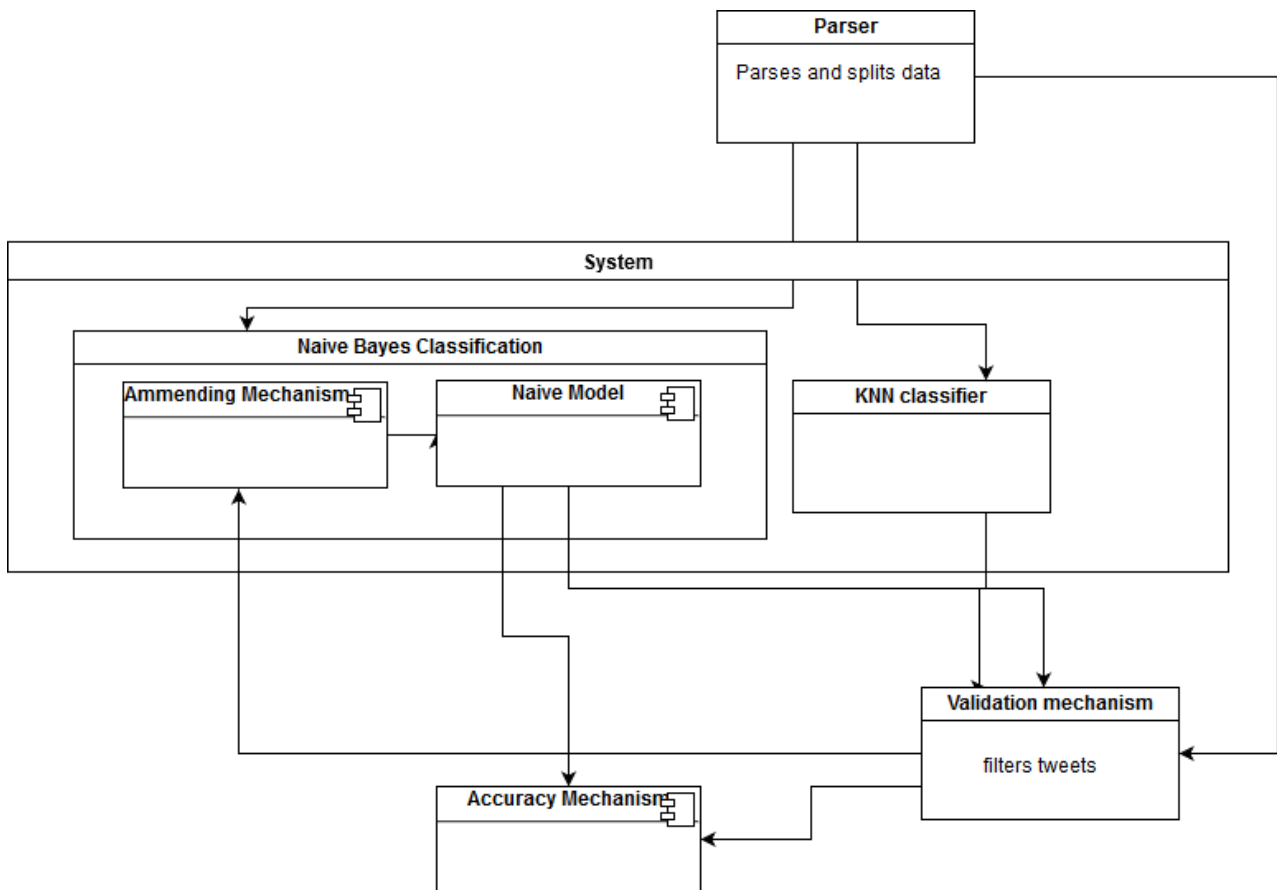 Parser
Parses and splits data
System
Naive Bayes Classification
Ammending Mechanism
Naive Model
KNN classifier
Validation mechanism
filters tweets
Accuracy Mechanism